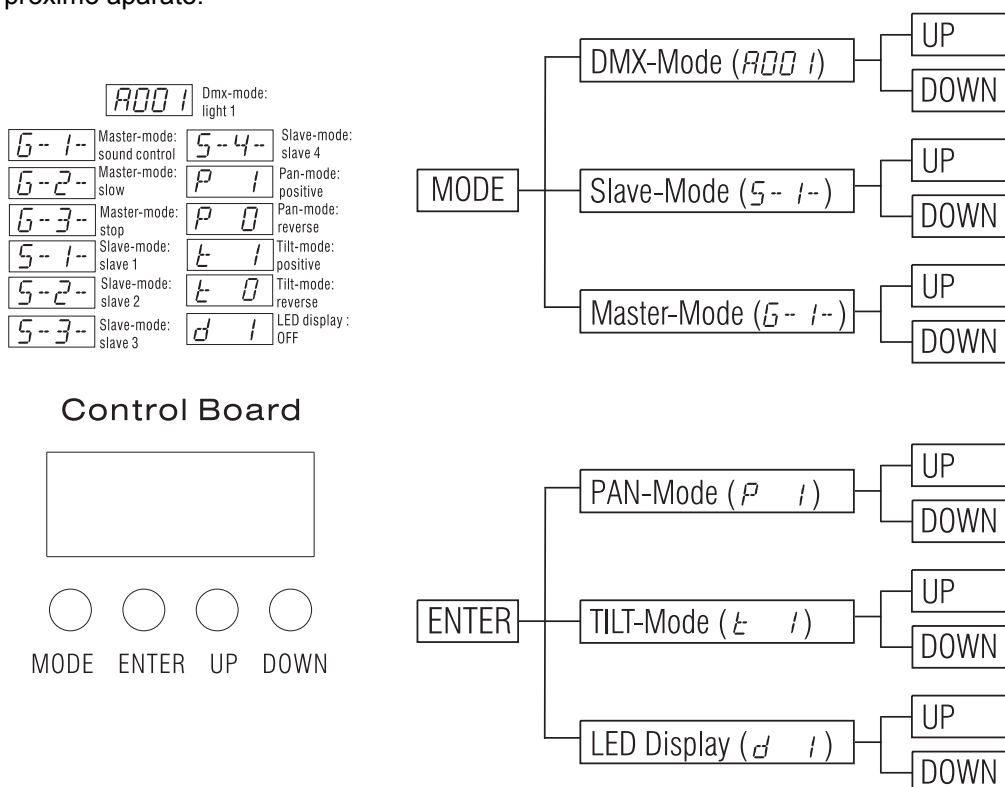 próximo aparato.
A001 Dmx-mode:
light 1
G--1-- Master-mode:
sound control
G--2-- Master-mode:
slow
G--3-- Master-mode:
stop
S--1-- Slave-mode:
slave 1
S--2-- Slave-mode:
slave 2
S--3-- Slave-mode:
slave 3
S--4-- Slave-mode:
slave 4
P 1 Pan-mode:
positive
P 0 Pan-mode:
reverse
t 1 Tilt-mode:
positive
t 0 Tilt-mode:
reverse
d 1 LED display :
OFF
Control Board
MODE ENTER UP DOWN
MODE
DMX-Mode (A001)
UP
DOWN
Slave-Mode (S--1--)
UP
DOWN
Master-Mode (G--1--)
UP
DOWN
ENTER
PAN-Mode (P 1)
UP
DOWN
TILT-Mode (t 1)
UP
DOWN
LED Display (d 1)
UP
DOWN